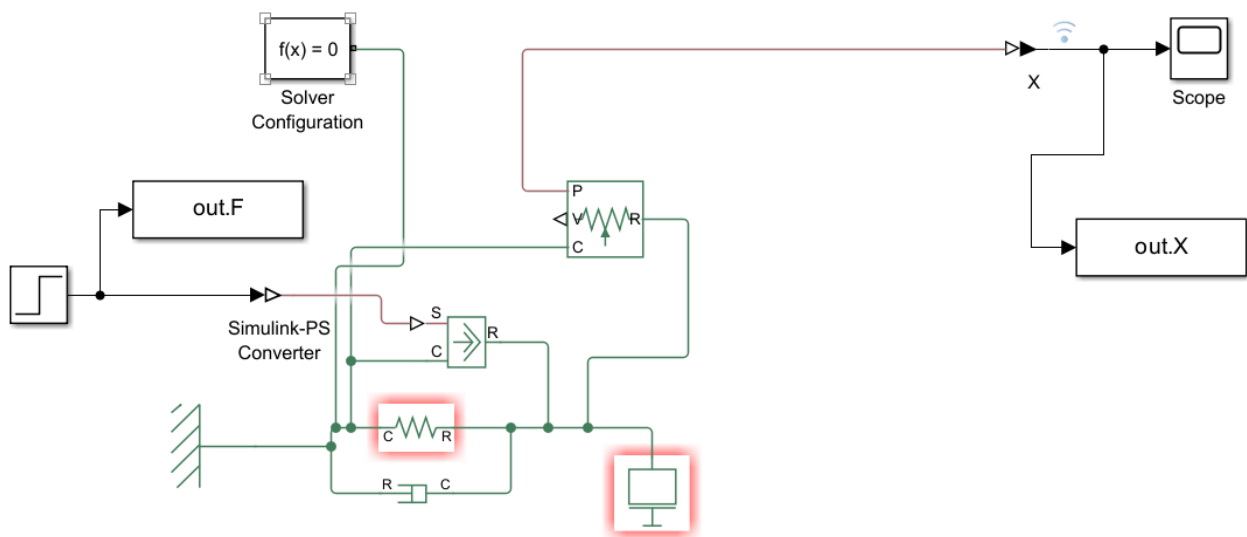 f(x) = 0
Solver
Configuration
X
Scope
out.F
P
V
R
C
out.X
Simulink-PS
Converter
S
R
C
C
R
R
C